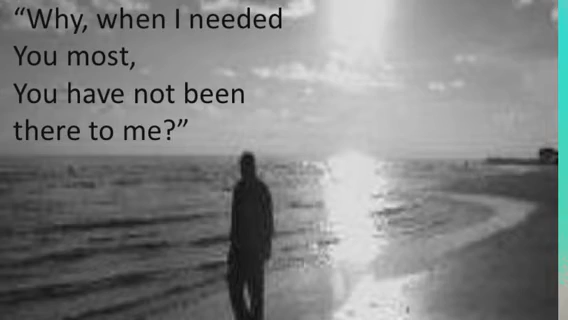 “Why, when I needed
You most,
You have not been
there to me?”